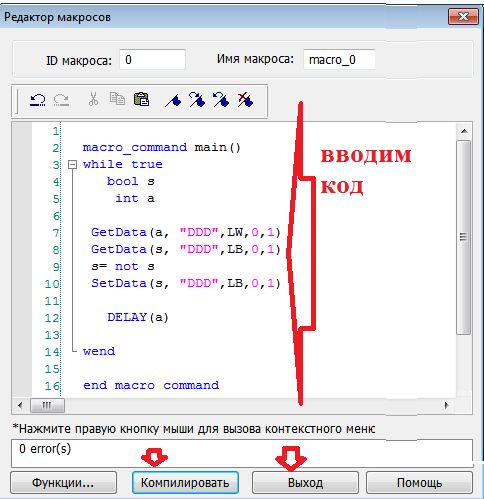 Редактор макросов
ID макроса: 0 Имя макроса: macro_0
1
2 macro_command main()
3 while true
4 bool s
5 int a
6
7 GetData(a, "DDD",LW,0,1)
8 GetData(s, "DDD",LB,0,1)
9 s= not s
10 SetData(s, "DDD",LB,0,1)
11
12 DELAY(a)
13
14 wend
15
16 end macro command
вводим
код
*Нажмите правую кнопку мыши для вызова контекстного меню
0 error(s)
Функции... Компилировать Выход Помощь